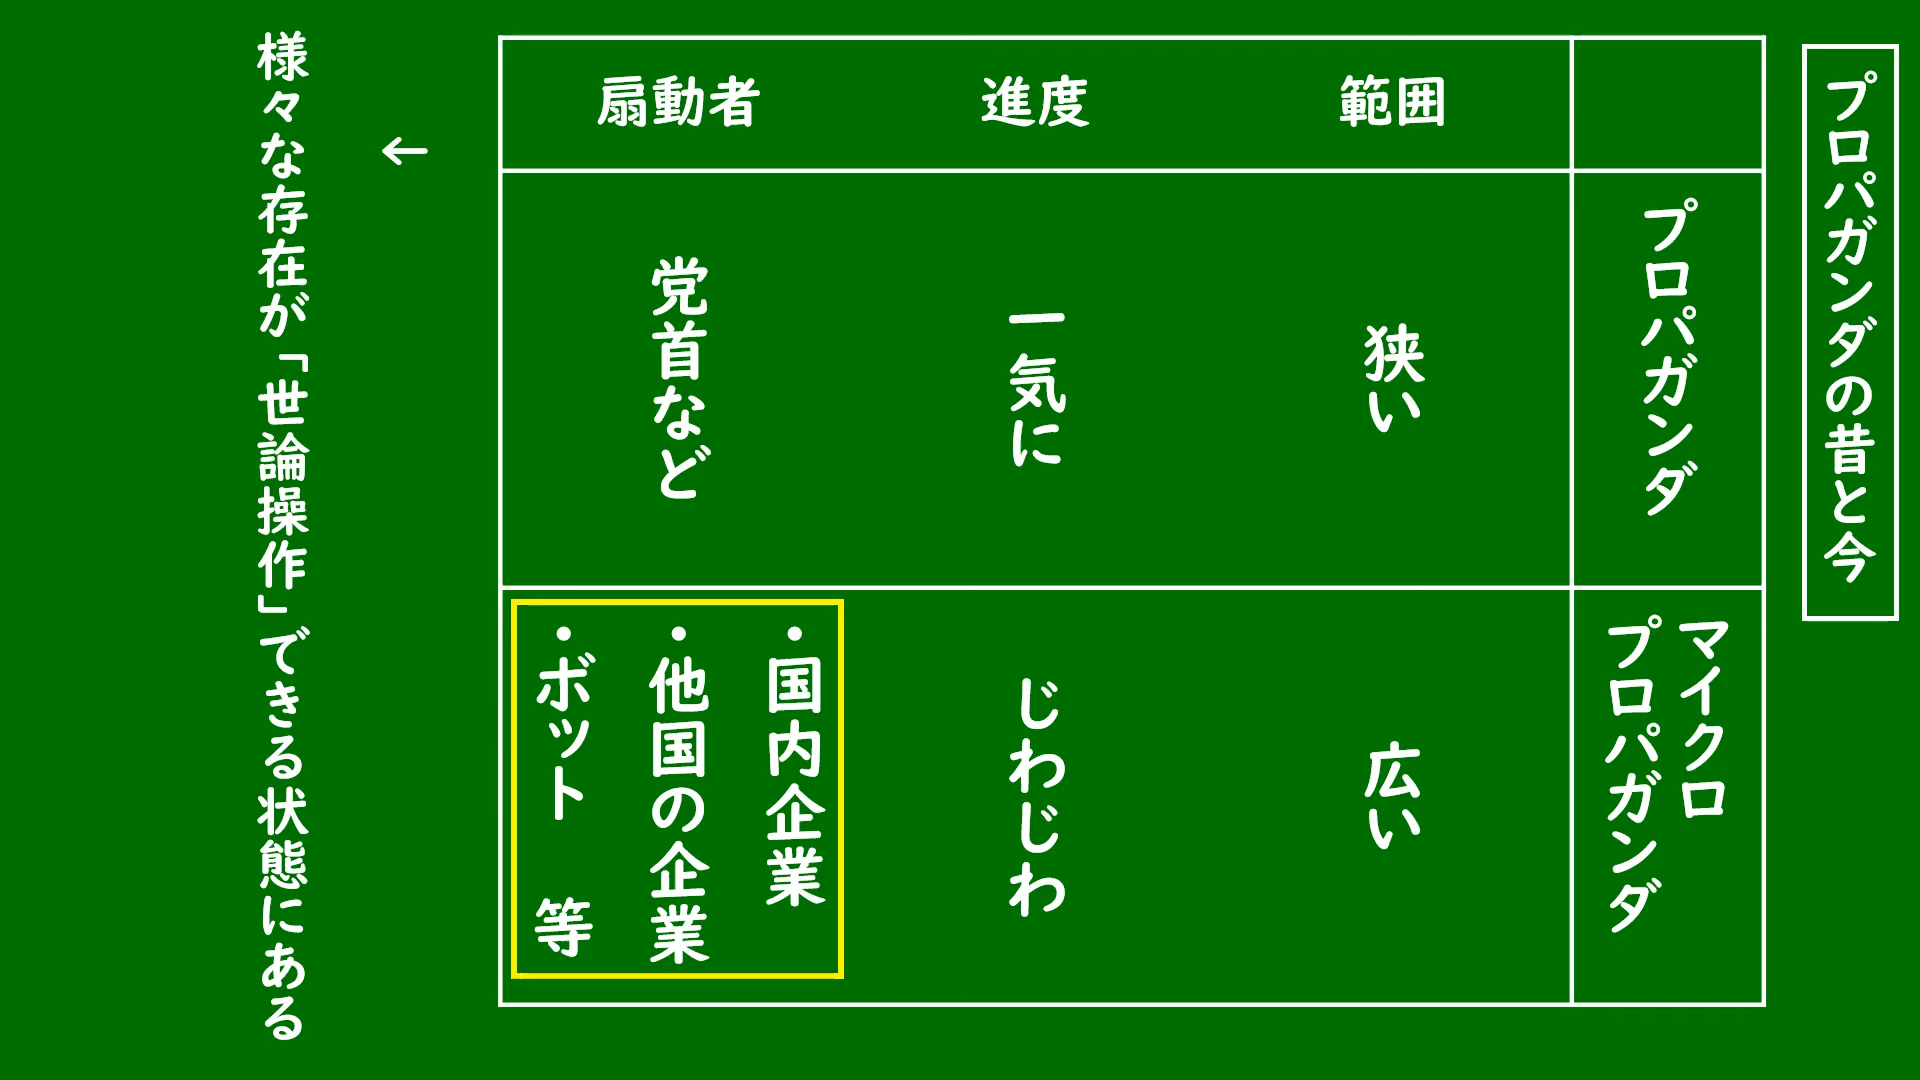 プロパガンダの昔と今
範囲
進度
扇動者
プロパガンダ
狭い
一気に
党首など
マイクロ
プロパガンダ
広い
じわじわ
・国内企業
・他国の企業
・ボット　等
←
様々な存在が「世論操作」できる状態にある